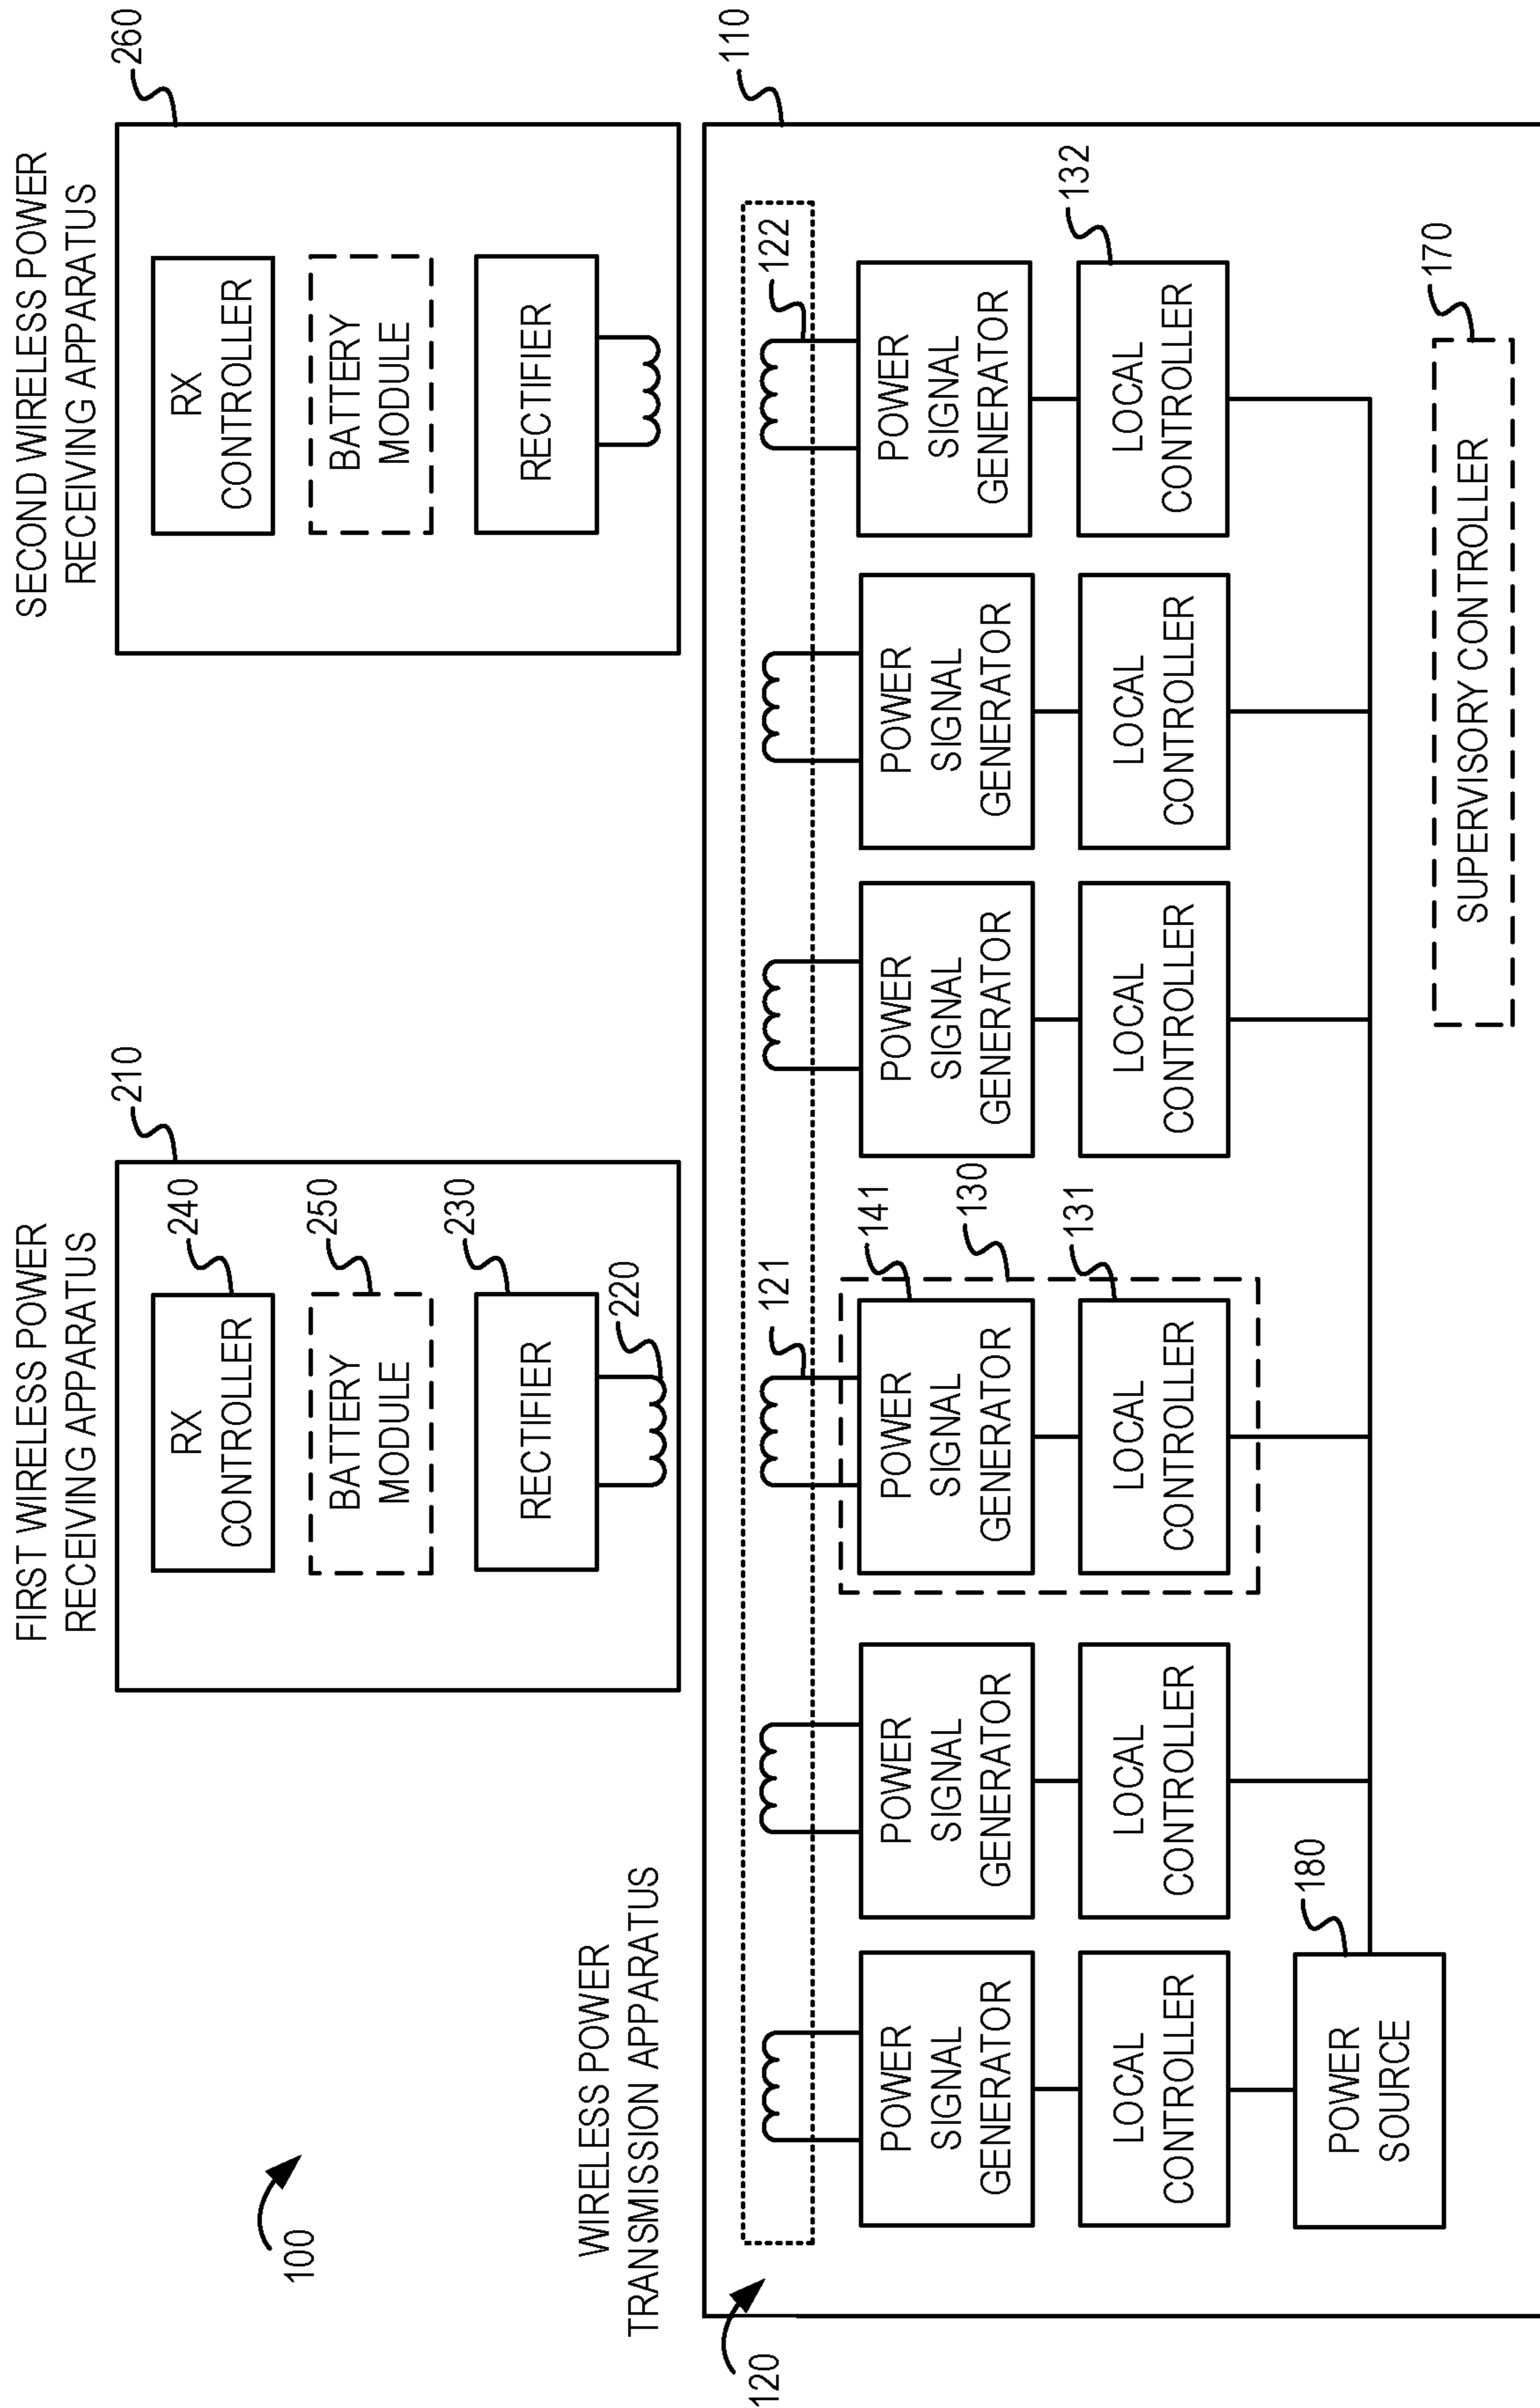 100
FIRST WIRELESS POWER
RECEIVING APPARATUS
210
RX
CONTROLLER
240
BATTERY
MODULE
250
RECTIFIER
230
220
SECOND WIRELESS POWER
RECEIVING APPARATUS
260
RX
CONTROLLER
BATTERY
MODULE
RECTIFIER
WIRELESS POWER
TRANSMISSION APPARATUS
110
120
121
122
POWER
SIGNAL
GENERATOR
POWER
SIGNAL
GENERATOR
POWER
SIGNAL
GENERATOR
141
130
POWER
SIGNAL
GENERATOR
POWER
SIGNAL
GENERATOR
POWER
SIGNAL
GENERATOR
LOCAL
CONTROLLER
LOCAL
CONTROLLER
LOCAL
CONTROLLER
131
LOCAL
CONTROLLER
LOCAL
CONTROLLER
LOCAL
CONTROLLER
132
POWER
SOURCE
180
SUPERVISORY CONTROLLER
170